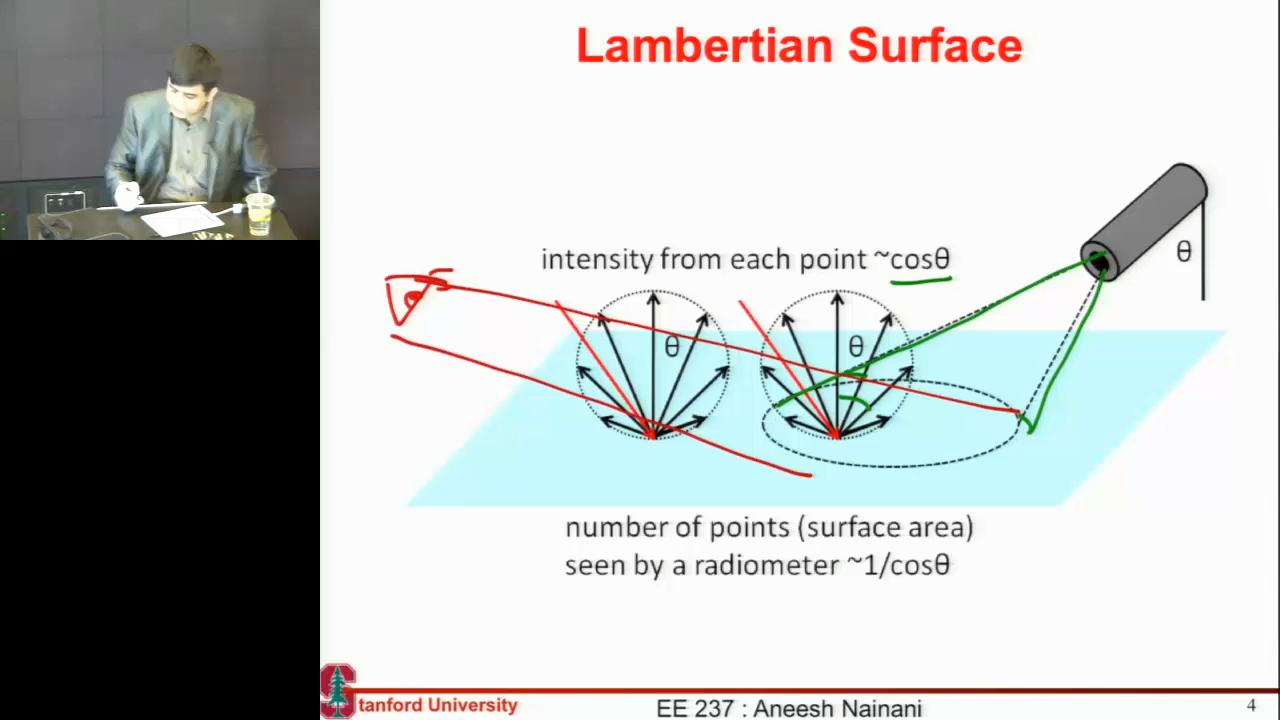 Lambertian Surface
intensity from each point ~cosθ
θ
θ
θ
number of points (surface area)
seen by a radiometer ~1/cosθ
Stanford University
EE 237 : Aneesh Nainani
4